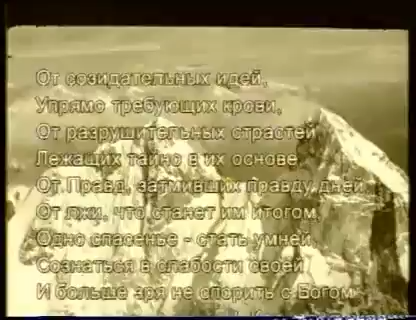 От созидательных идей,
Упрямо требующих крови,
От разрушительных страстей,
Лежащих тайно в их основе
От Правд, затмивших правду дней,
От лжи, что станет им итогом,
Одно спасенье - стать умней,
Сознаться в слабости своей
И больше зря не спорить с Богом